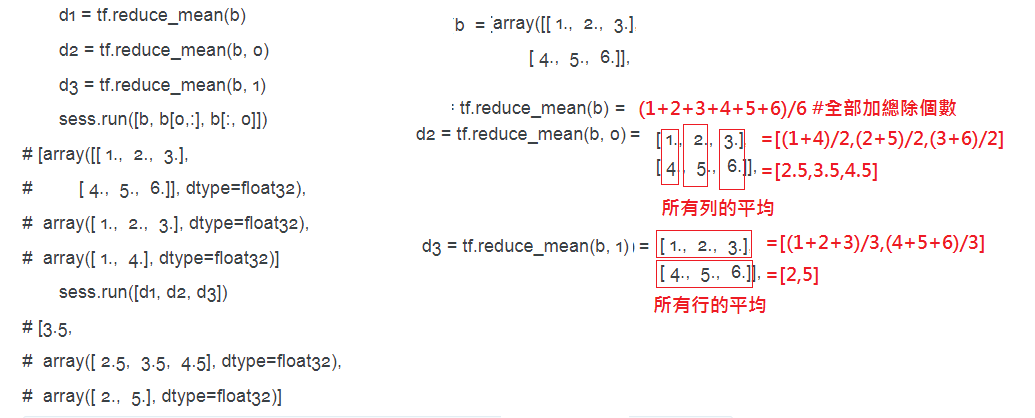 d1 = tf.reduce_mean(b)
d2 = tf.reduce_mean(b, 0)
d3 = tf.reduce_mean(b, 1)
sess.run([b, b[0,:], b[:, 0]])
# [array([[ 1.,  2.,  3.],
#        [ 4.,  5.,  6.]], dtype=float32),
#  array([ 1.,  2.,  3.], dtype=float32),
#  array([ 1.,  4.], dtype=float32)]
sess.run([d1, d2, d3])
# [3.5,
#  array([ 2.5,  3.5,  4.5], dtype=float32),
#  array([ 2.,  5.], dtype=float32)]
b = array([[ 1.,  2.,  3.],
[ 4.,  5.,  6.]],
: tf.reduce_mean(b) = (1+2+3+4+5+6)/6 #全部加總除個數
d2 = tf.reduce_mean(b, 0) = [ 1.,  2.,  3.] =[(1+4)/2,(2+5)/2,(3+6)/2]
[ 4.,  5.,  6.]], =[2.5,3.5,4.5]
所有列的平均
d3 = tf.reduce_mean(b, 1) = [ 1.,  2.,  3.] =[(1+2+3)/3,(4+5+6)/3]
[ 4.,  5.,  6.]], =[2,5]
所有行的平均